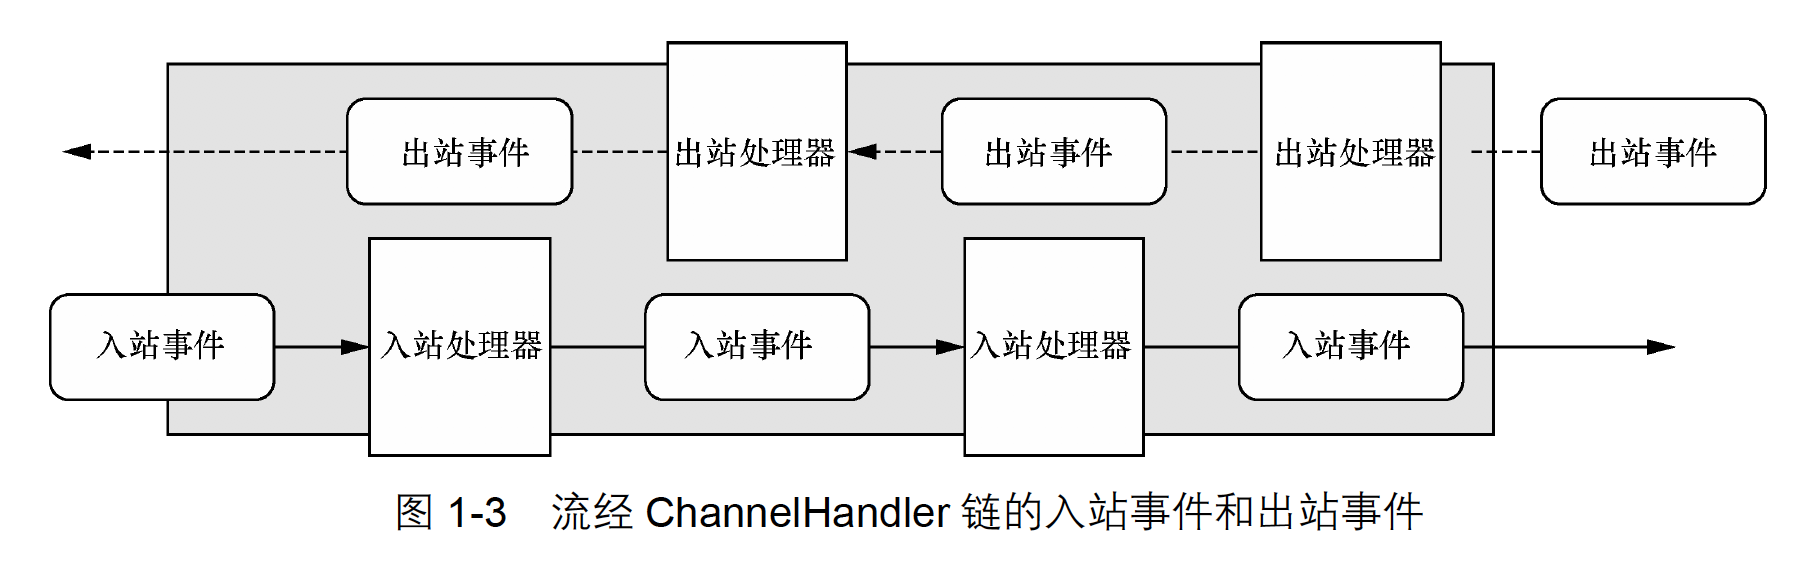 出站事件 出站处理器 出站事件 出站处理器 出站事件
入站事件 入站处理器 入站事件 入站处理器 入站事件
图 1-3 流经 ChannelHandler 链的入站事件和出站事件